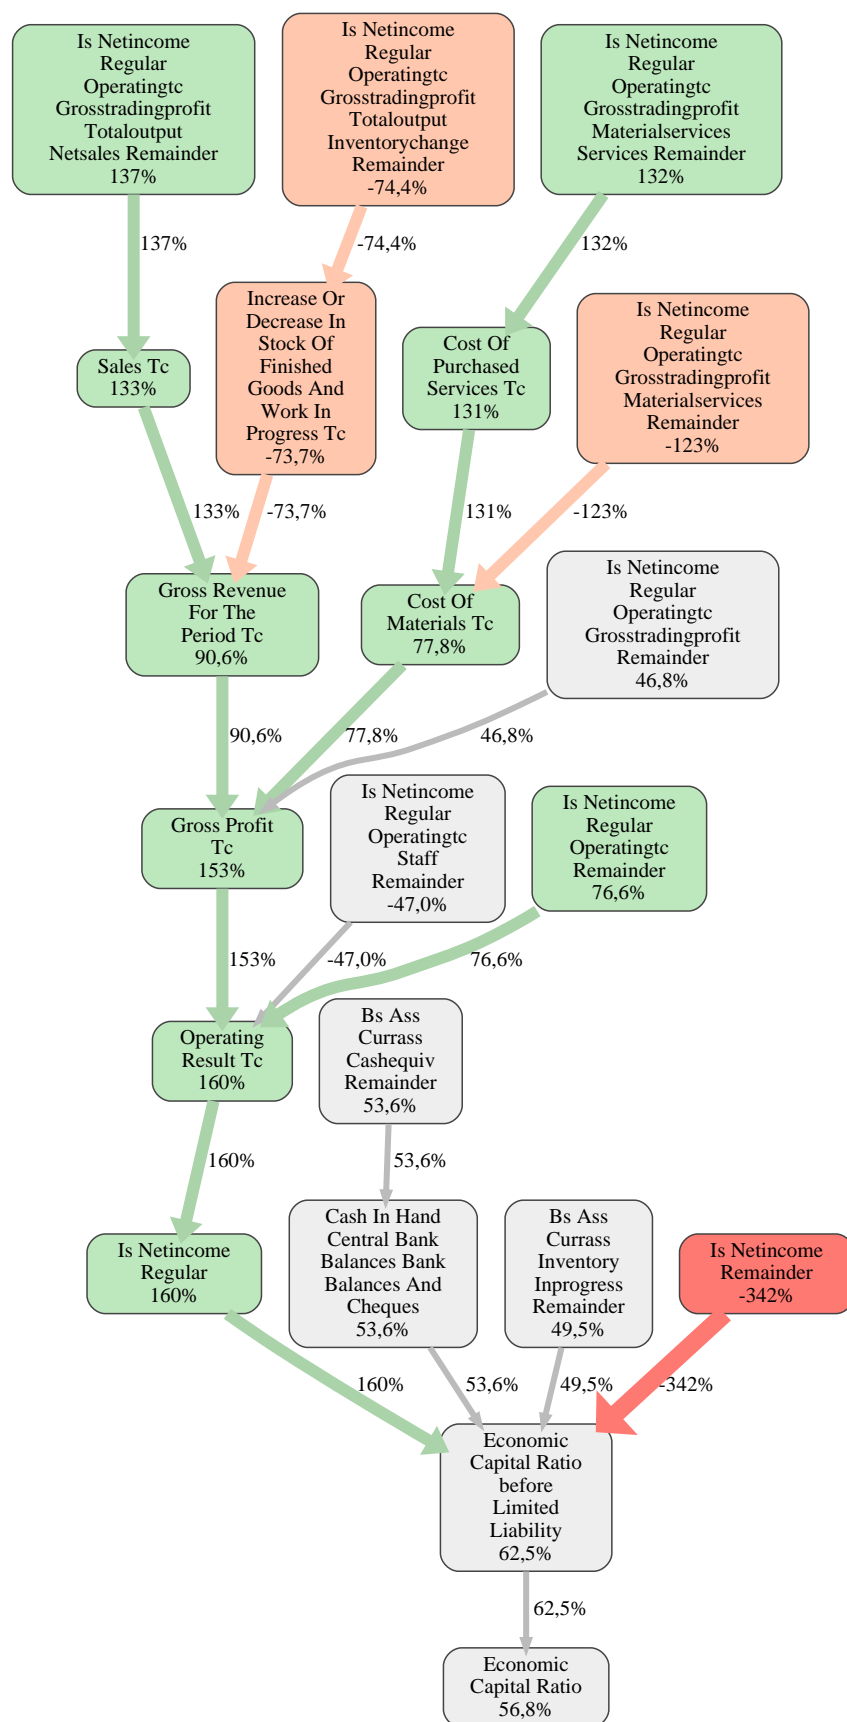 Is Netincome
Regular
Operatingtc
Grosstradingprofit
Totaloutput
Netsales Remainder
137%
Is Netincome
Regular
Operatingtc
Grosstradingprofit
Totaloutput
Inventorychange
Remainder
-74,4%
Is Netincome
Regular
Operatingtc
Grosstradingprofit
Materialservices
Services Remainder
132%
137%
-74,4%
132%
Sales Tc
133%
Increase Or
Decrease In
Stock Of
Finished
Goods And
Work In
Progress Tc
-73,7%
Cost Of
Purchased
Services Tc
131%
Is Netincome
Regular
Operatingtc
Grosstradingprofit
Materialservices
Remainder
-123%
133%
-73,7%
131%
-123%
Gross Revenue
For The
Period Tc
90,6%
Cost Of
Materials Tc
77,8%
Is Netincome
Regular
Operatingtc
Grosstradingprofit
Remainder
46,8%
90,6%
77,8%
46,8%
Gross Profit
Tc
153%
Is Netincome
Regular
Operatingtc
Staff
Remainder
-47,0%
Is Netincome
Regular
Operatingtc
Remainder
76,6%
153%
-47,0%
76,6%
Operating
Result Tc
160%
Bs Ass
Currass
Cashequiv
Remainder
53,6%
160%
53,6%
Is Netincome
Regular
160%
Cash In Hand
Central Bank
Balances Bank
Balances And
Cheques
53,6%
Bs Ass
Currass
Inventory
Inprogress
Remainder
49,5%
Is Netincome
Remainder
-342%
160%
53,6%
49,5%
-342%
Economic
Capital Ratio
before
Limited
Liability
62,5%
62,5%
Economic
Capital Ratio
56,8%